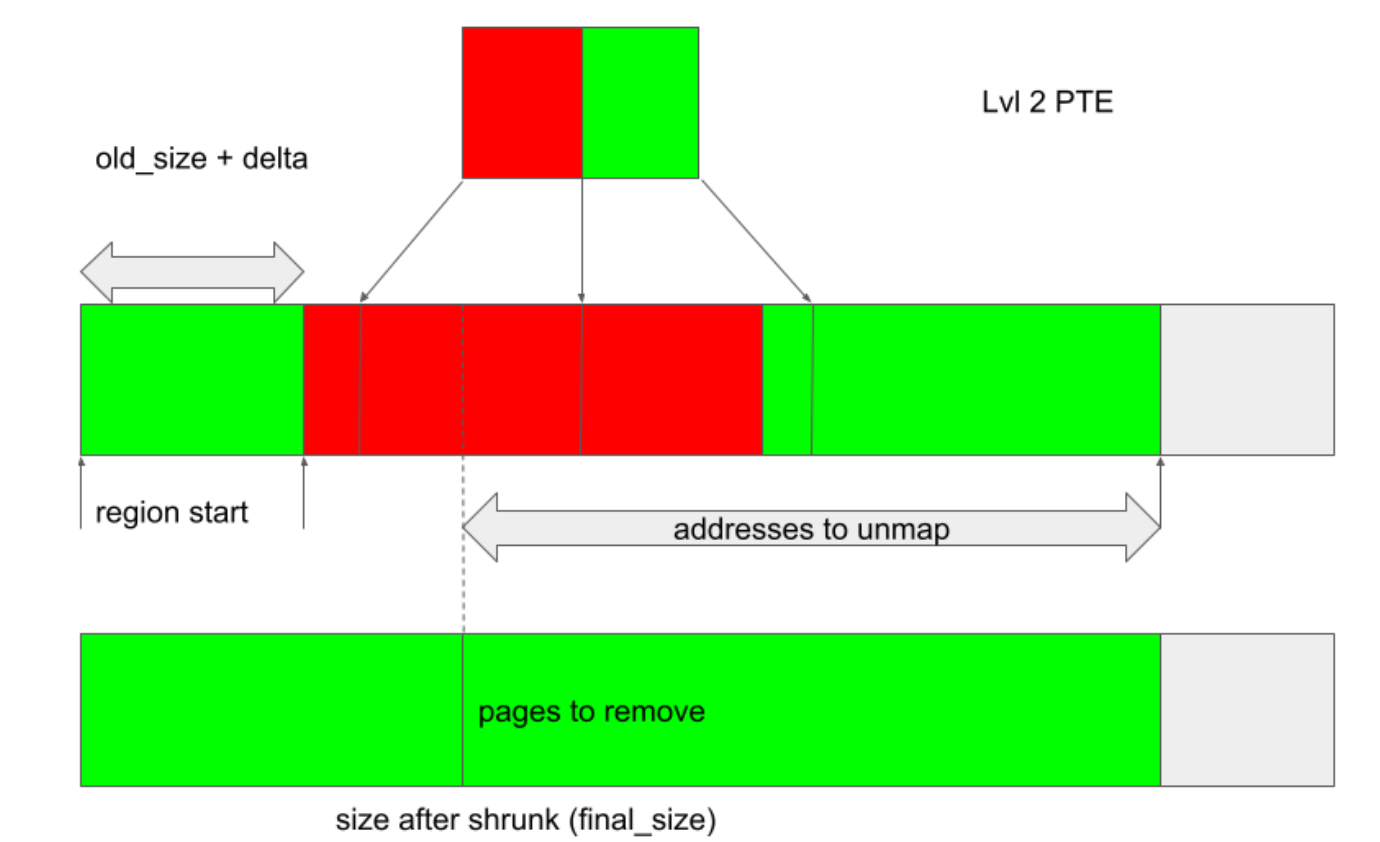 Lvl 2 PTE
old_size + delta
region start
addresses to unmap
pages to remove
size after shrunk (final_size)